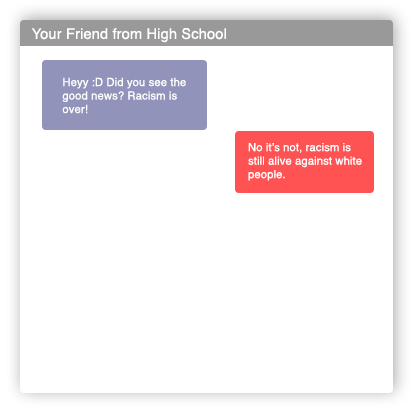 Your Friend from High School
Heyy :D Did you see the
good news? Racism is
over!
No it's not, racism is
still alive against white
people.